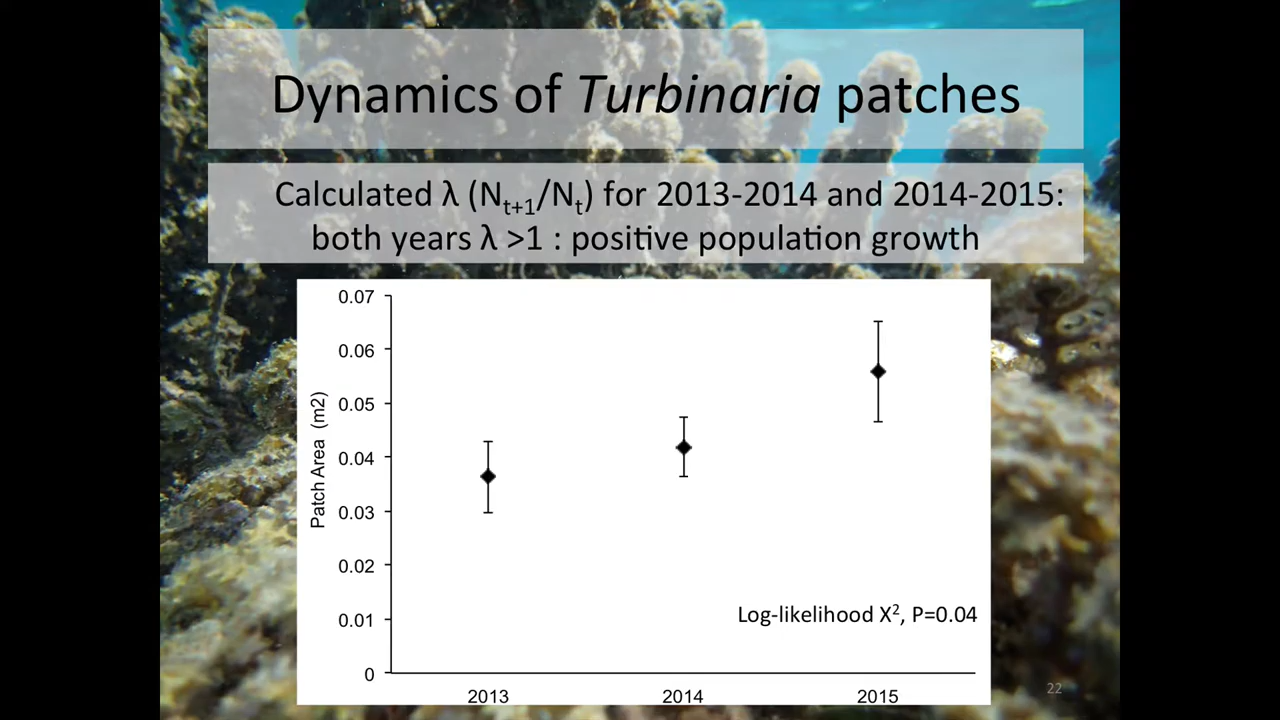 Dynamics of Turbinaria patches
Calculated λ (Nt+1/Nt) for 2013-2014 and 2014-2015:
both years λ >1 : positive population growth
0.07
0.06
0.05
0.04
0.03
0.02
0.01
0
Patch Area (m2)
Log-likelihood X², P=0.04
2013 2014 2015
22